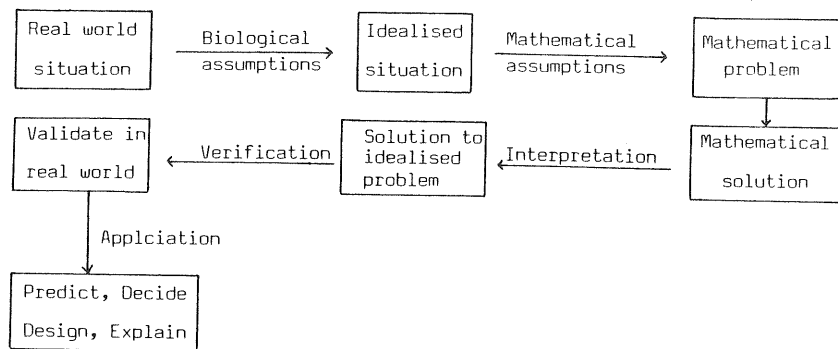 Real world
situation
Biological
assumptions
Idealised
situation
Mathematical
assumptions
Mathematical
problem
Validate in
real world
Verification
Solution to
idealised
problem
Interpretation
Mathematical
solution
Applciation
Predict, Decide
Design, Explain